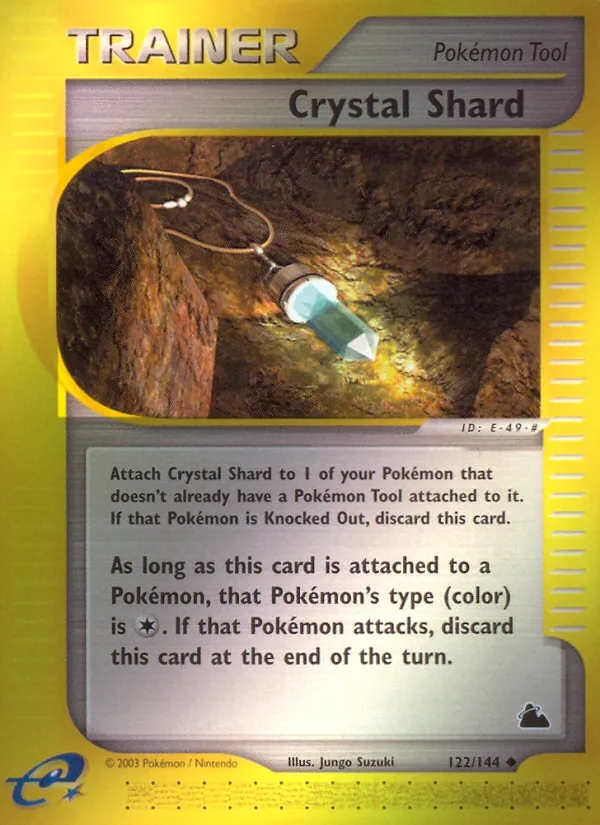 TRAINER
Pokémon Tool
Crystal Shard
ID: E-49-#
Attach Crystal Shard to 1 of your Pokémon that
doesn't already have a Pokémon Tool attached to it.
If that Pokémon is Knocked Out, discard this card.
As long as this card is attached to a
Pokémon, that Pokémon's type (color)
is . If that Pokémon attacks, discard
this card at the end of the turn.
© 2003 Pokémon / Nintendo
Illus. Jungo Suzuki
122/144 ◆
e